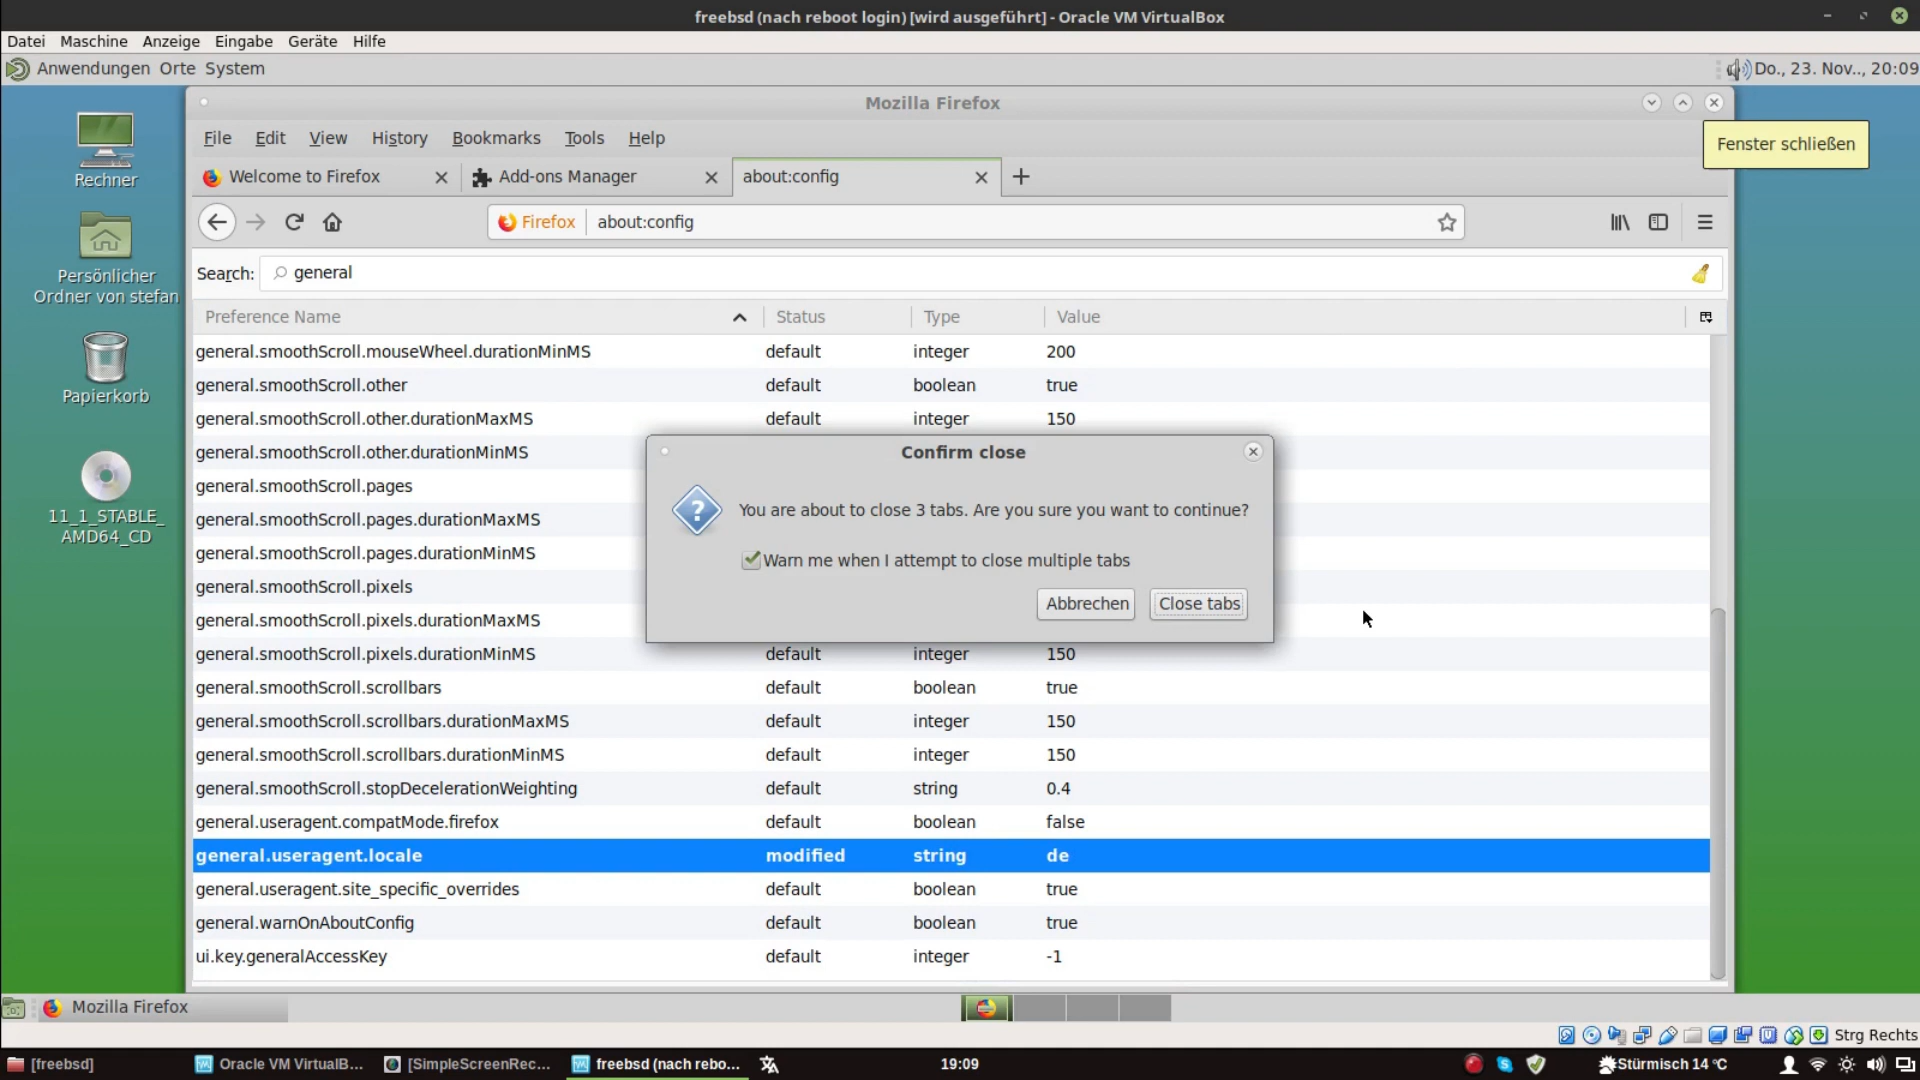 freebsd (nach reboot login) [wird ausgeführt] - Oracle VM VirtualBox
Datei Maschine Anzeige Eingabe Geräte Hilfe
Anwendungen Orte System
Do., 23. Nov.., 20:09
Mozilla Firefox
File Edit View History Bookmarks Tools Help
Fenster schließen
Welcome to Firefox
Add-ons Manager
about:config
Firefox
about:config
Search:
general
Preference Name Status Type Value
general.smoothScroll.mouseWheel.durationMinMS default integer 200
general.smoothScroll.other default boolean true
general.smoothScroll.other.durationMaxMS default integer 150
general.smoothScroll.other.durationMinMS
general.smoothScroll.pages
general.smoothScroll.pages.durationMaxMS
general.smoothScroll.pages.durationMinMS
general.smoothScroll.pixels
general.smoothScroll.pixels.durationMaxMS
general.smoothScroll.pixels.durationMinMS default integer 150
general.smoothScroll.scrollbars default boolean true
general.smoothScroll.scrollbars.durationMaxMS default integer 150
general.smoothScroll.scrollbars.durationMinMS default integer 150
general.smoothScroll.stopDecelerationWeighting default string 0.4
general.useragent.compatMode.firefox default boolean false
general.useragent.locale modified string de
general.useragent.site_specific_overrides default boolean true
general.warnOnAboutConfig default boolean true
ui.key.generalAccessKey default integer -1
Confirm close
You are about to close 3 tabs. Are you sure you want to continue?
Warn me when I attempt to close multiple tabs
Abbrechen
Close tabs
Rechner
Persönlicher
Ordner von stefan
Papierkorb
11_1_STABLE_
AMD64_CD
Mozilla Firefox
Strg Rechts
[freebsd]
Oracle VM VirtualB...
[SimpleScreenRec...
freebsd (nach rebo...
19:09
Stürmisch 14 °C